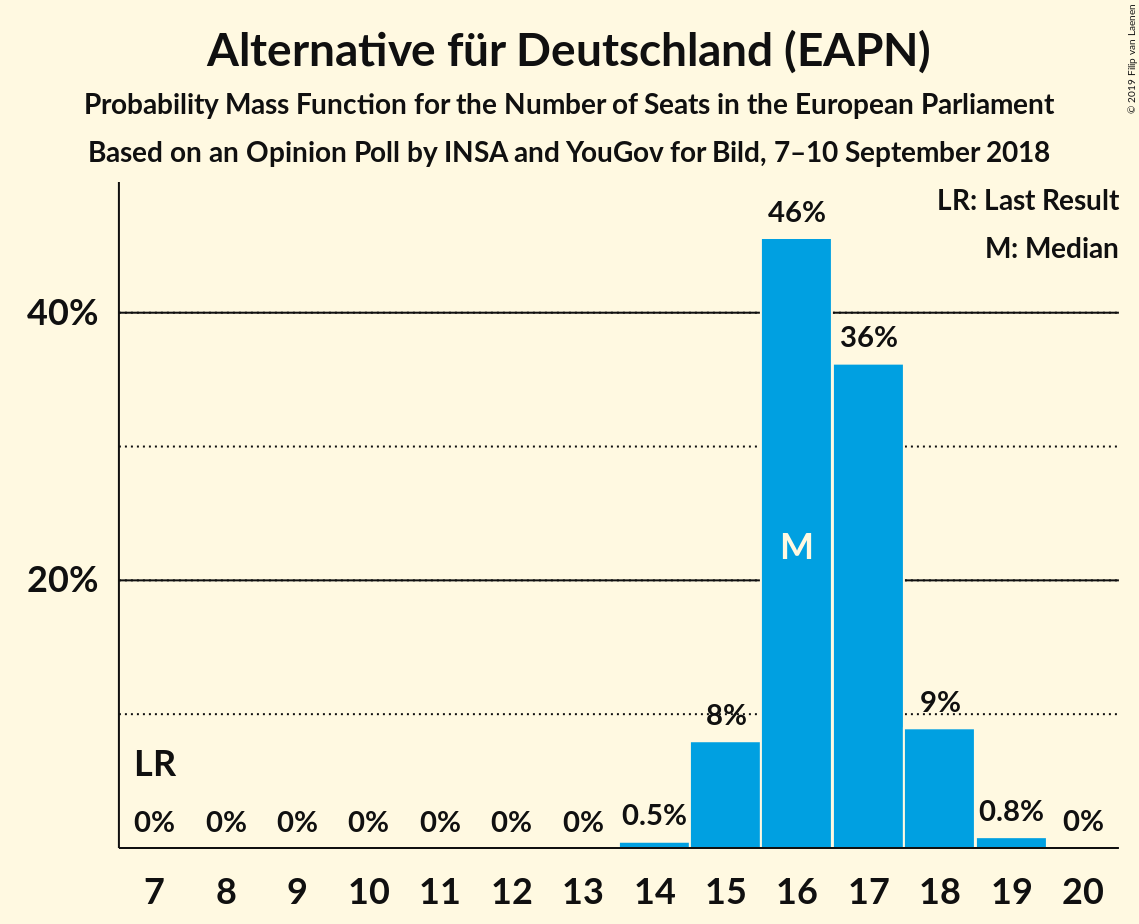 © 2019 Filip van Laenen
Alternative für Deutschland (EAPN)
Probability Mass Function for the Number of Seats in the European Parliament
Based on an Opinion Poll by INSA and YouGov for Bild, 7–10 September 2018
LR: Last Result
M: Median
46%
40%
36%
M
20%
8%
9%
LR
0% 0% 0% 0% 0% 0% 0% 0.5% 0.8% 0%
7 8 9 10 11 12 13 14 15 16 17 18 19 20